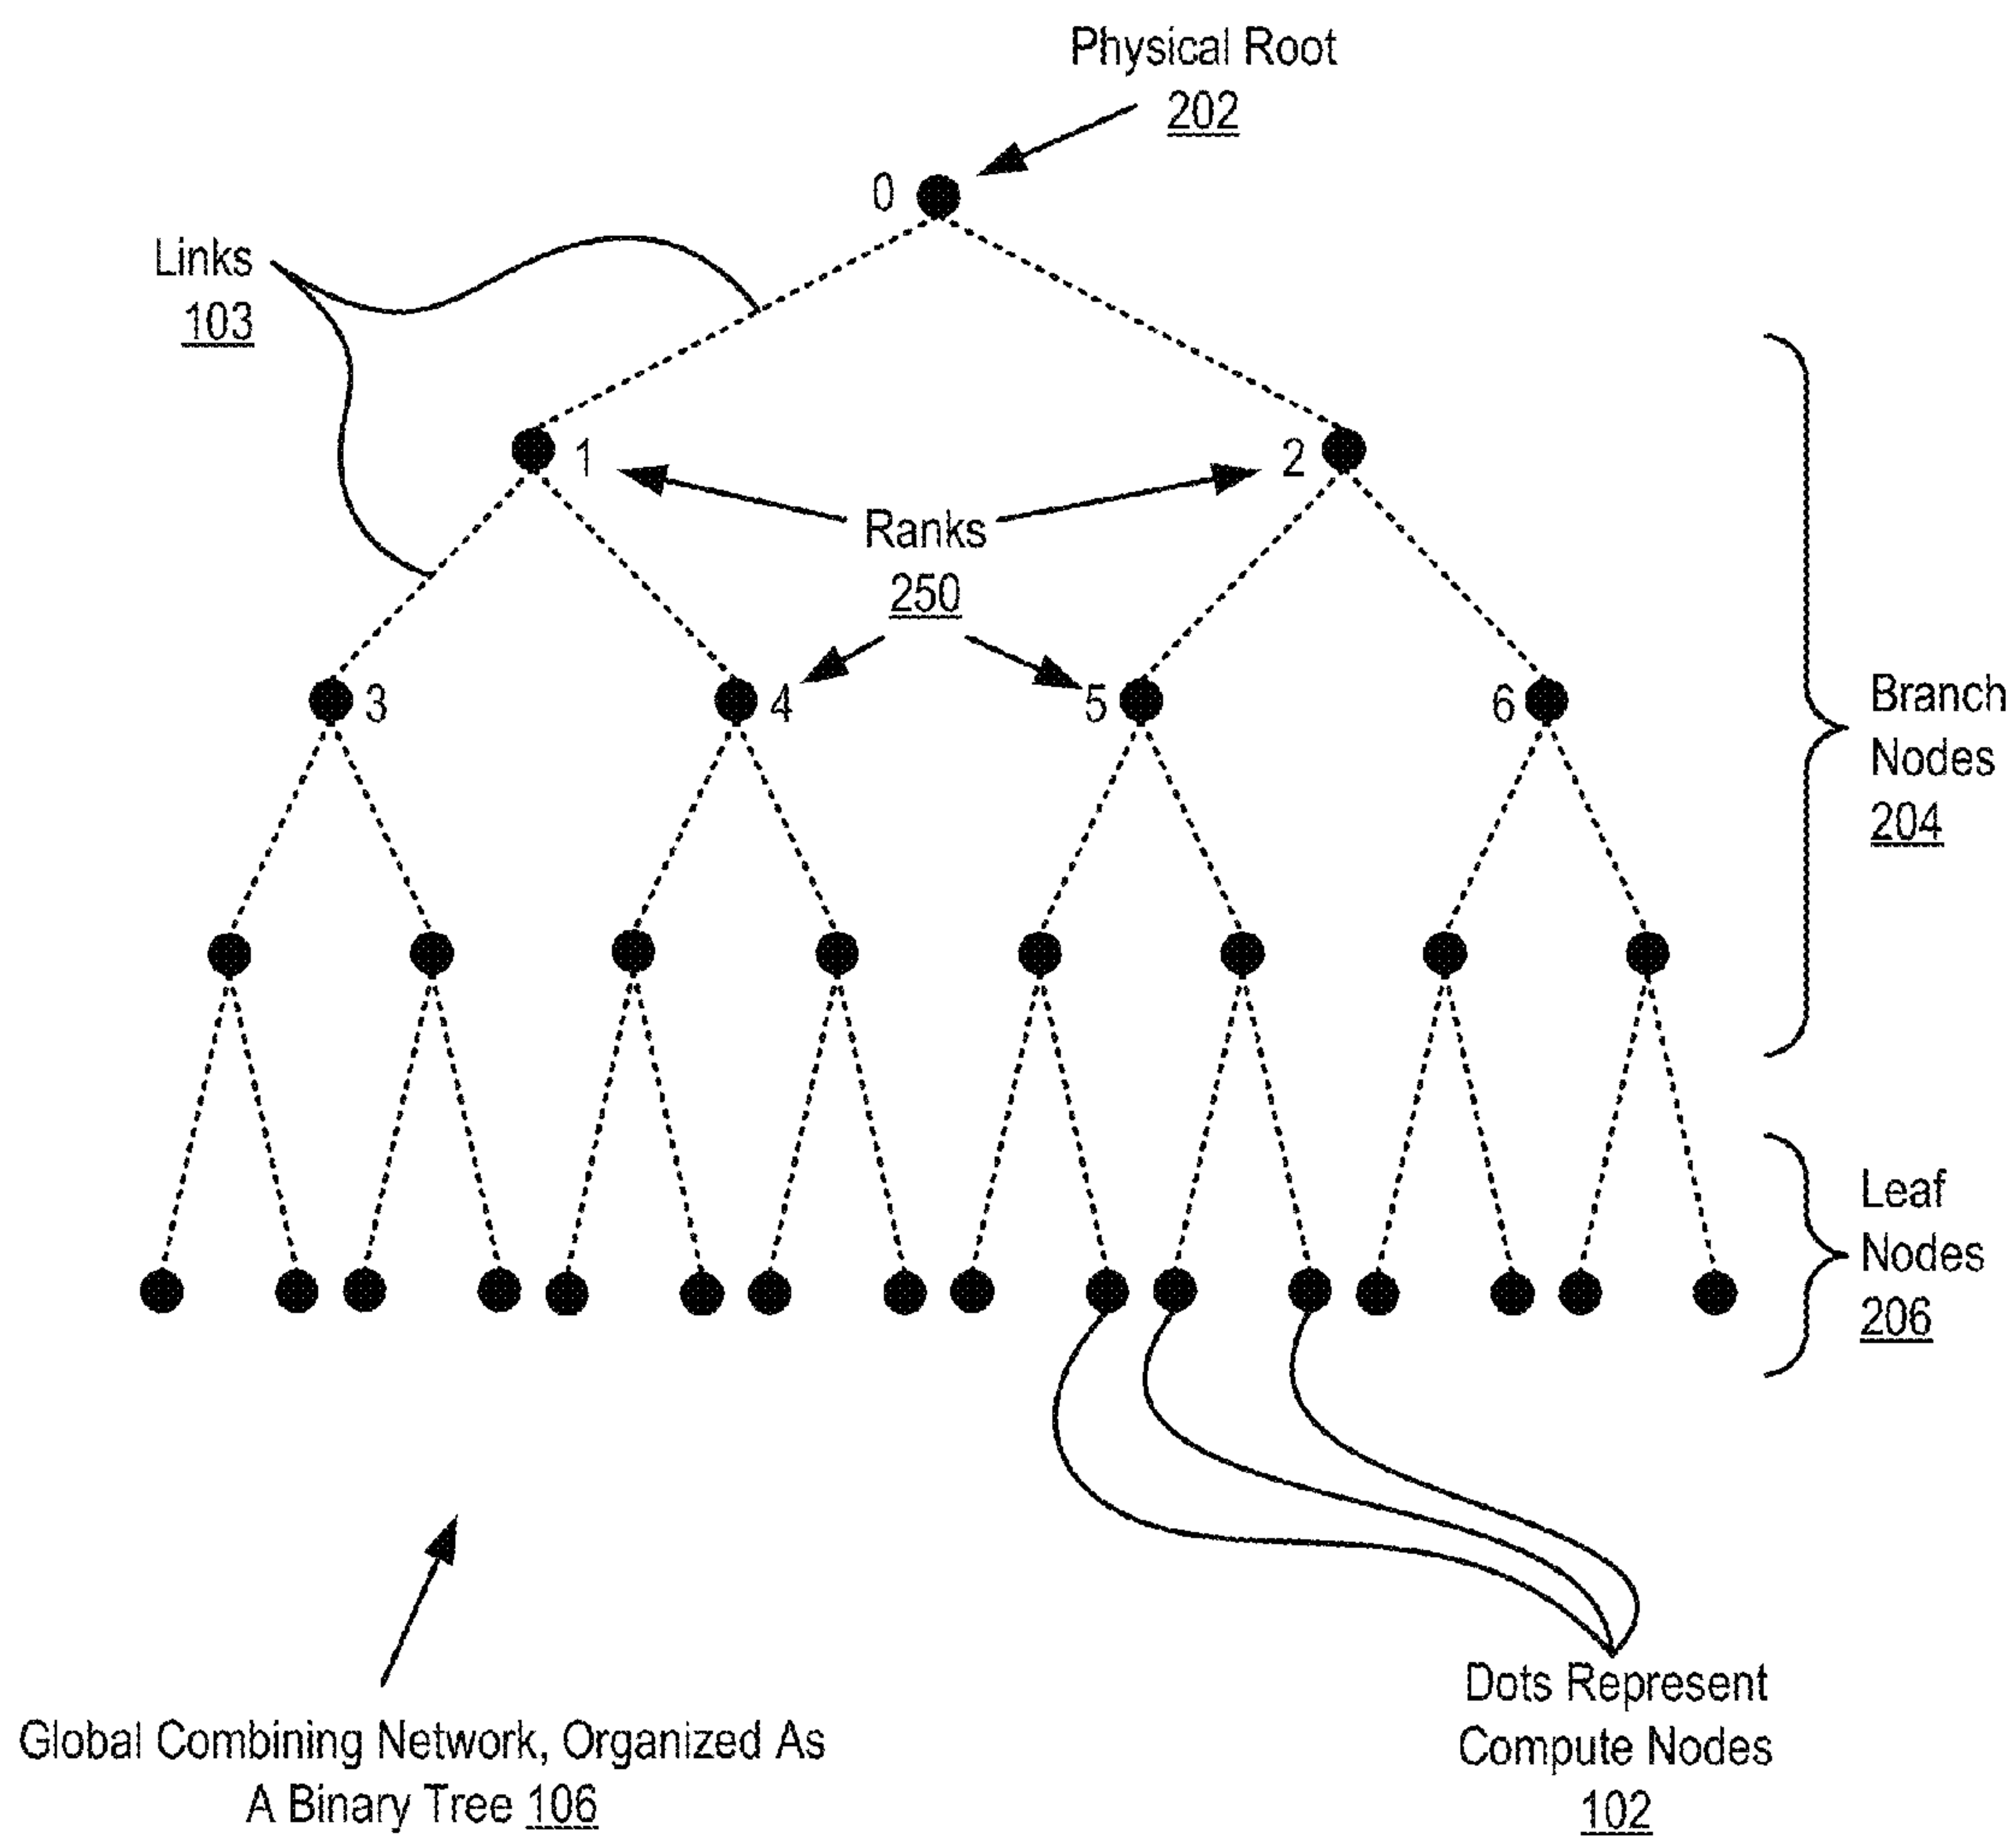 Physical Root
202
0
Links
103
1
2
Ranks
250
3
4
5
6
Branch
Nodes
204
Leaf
Nodes
206
Global Combining Network, Organized As
A Binary Tree 106
Dots Represent
Compute Nodes
102